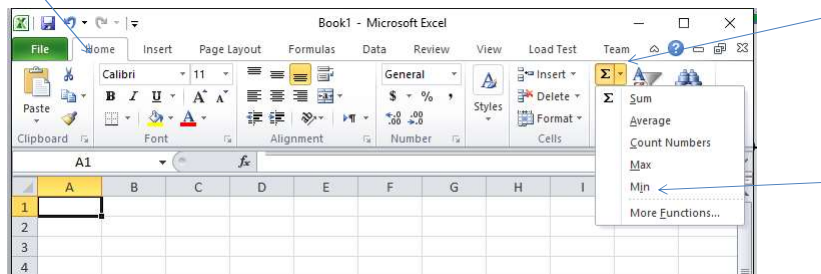 Book1 - Microsoft Excel
File Home Insert Page Layout Formulas Data Review View Load Test Team
Calibri 11 General Insert Σ
Paste B I U A A $ % , Styles Delete Σ Sum
A .00 .0 Format Average
Clipboard Font Alignment Number Cells Count Numbers
A1 fx Max
Min
A B C D E F G H I
More Functions...
1
2
3
4